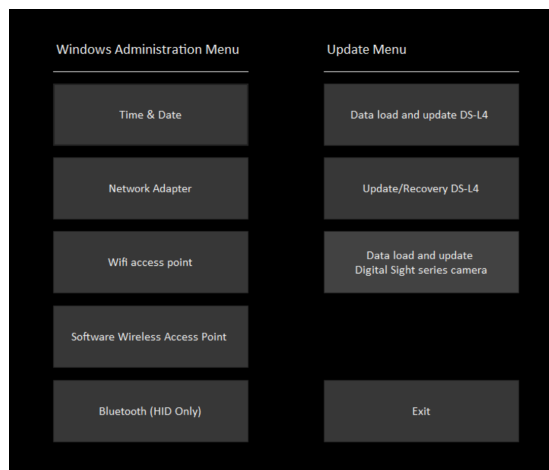 Windows Administration Menu
Time & Date
Network Adapter
Wifi access point
Software Wireless Access Point
Bluetooth (HID Only)
Update Menu
Data load and update DS-L4
Update/Recovery DS-L4
Data load and update
Digital Sight series camera
Exit